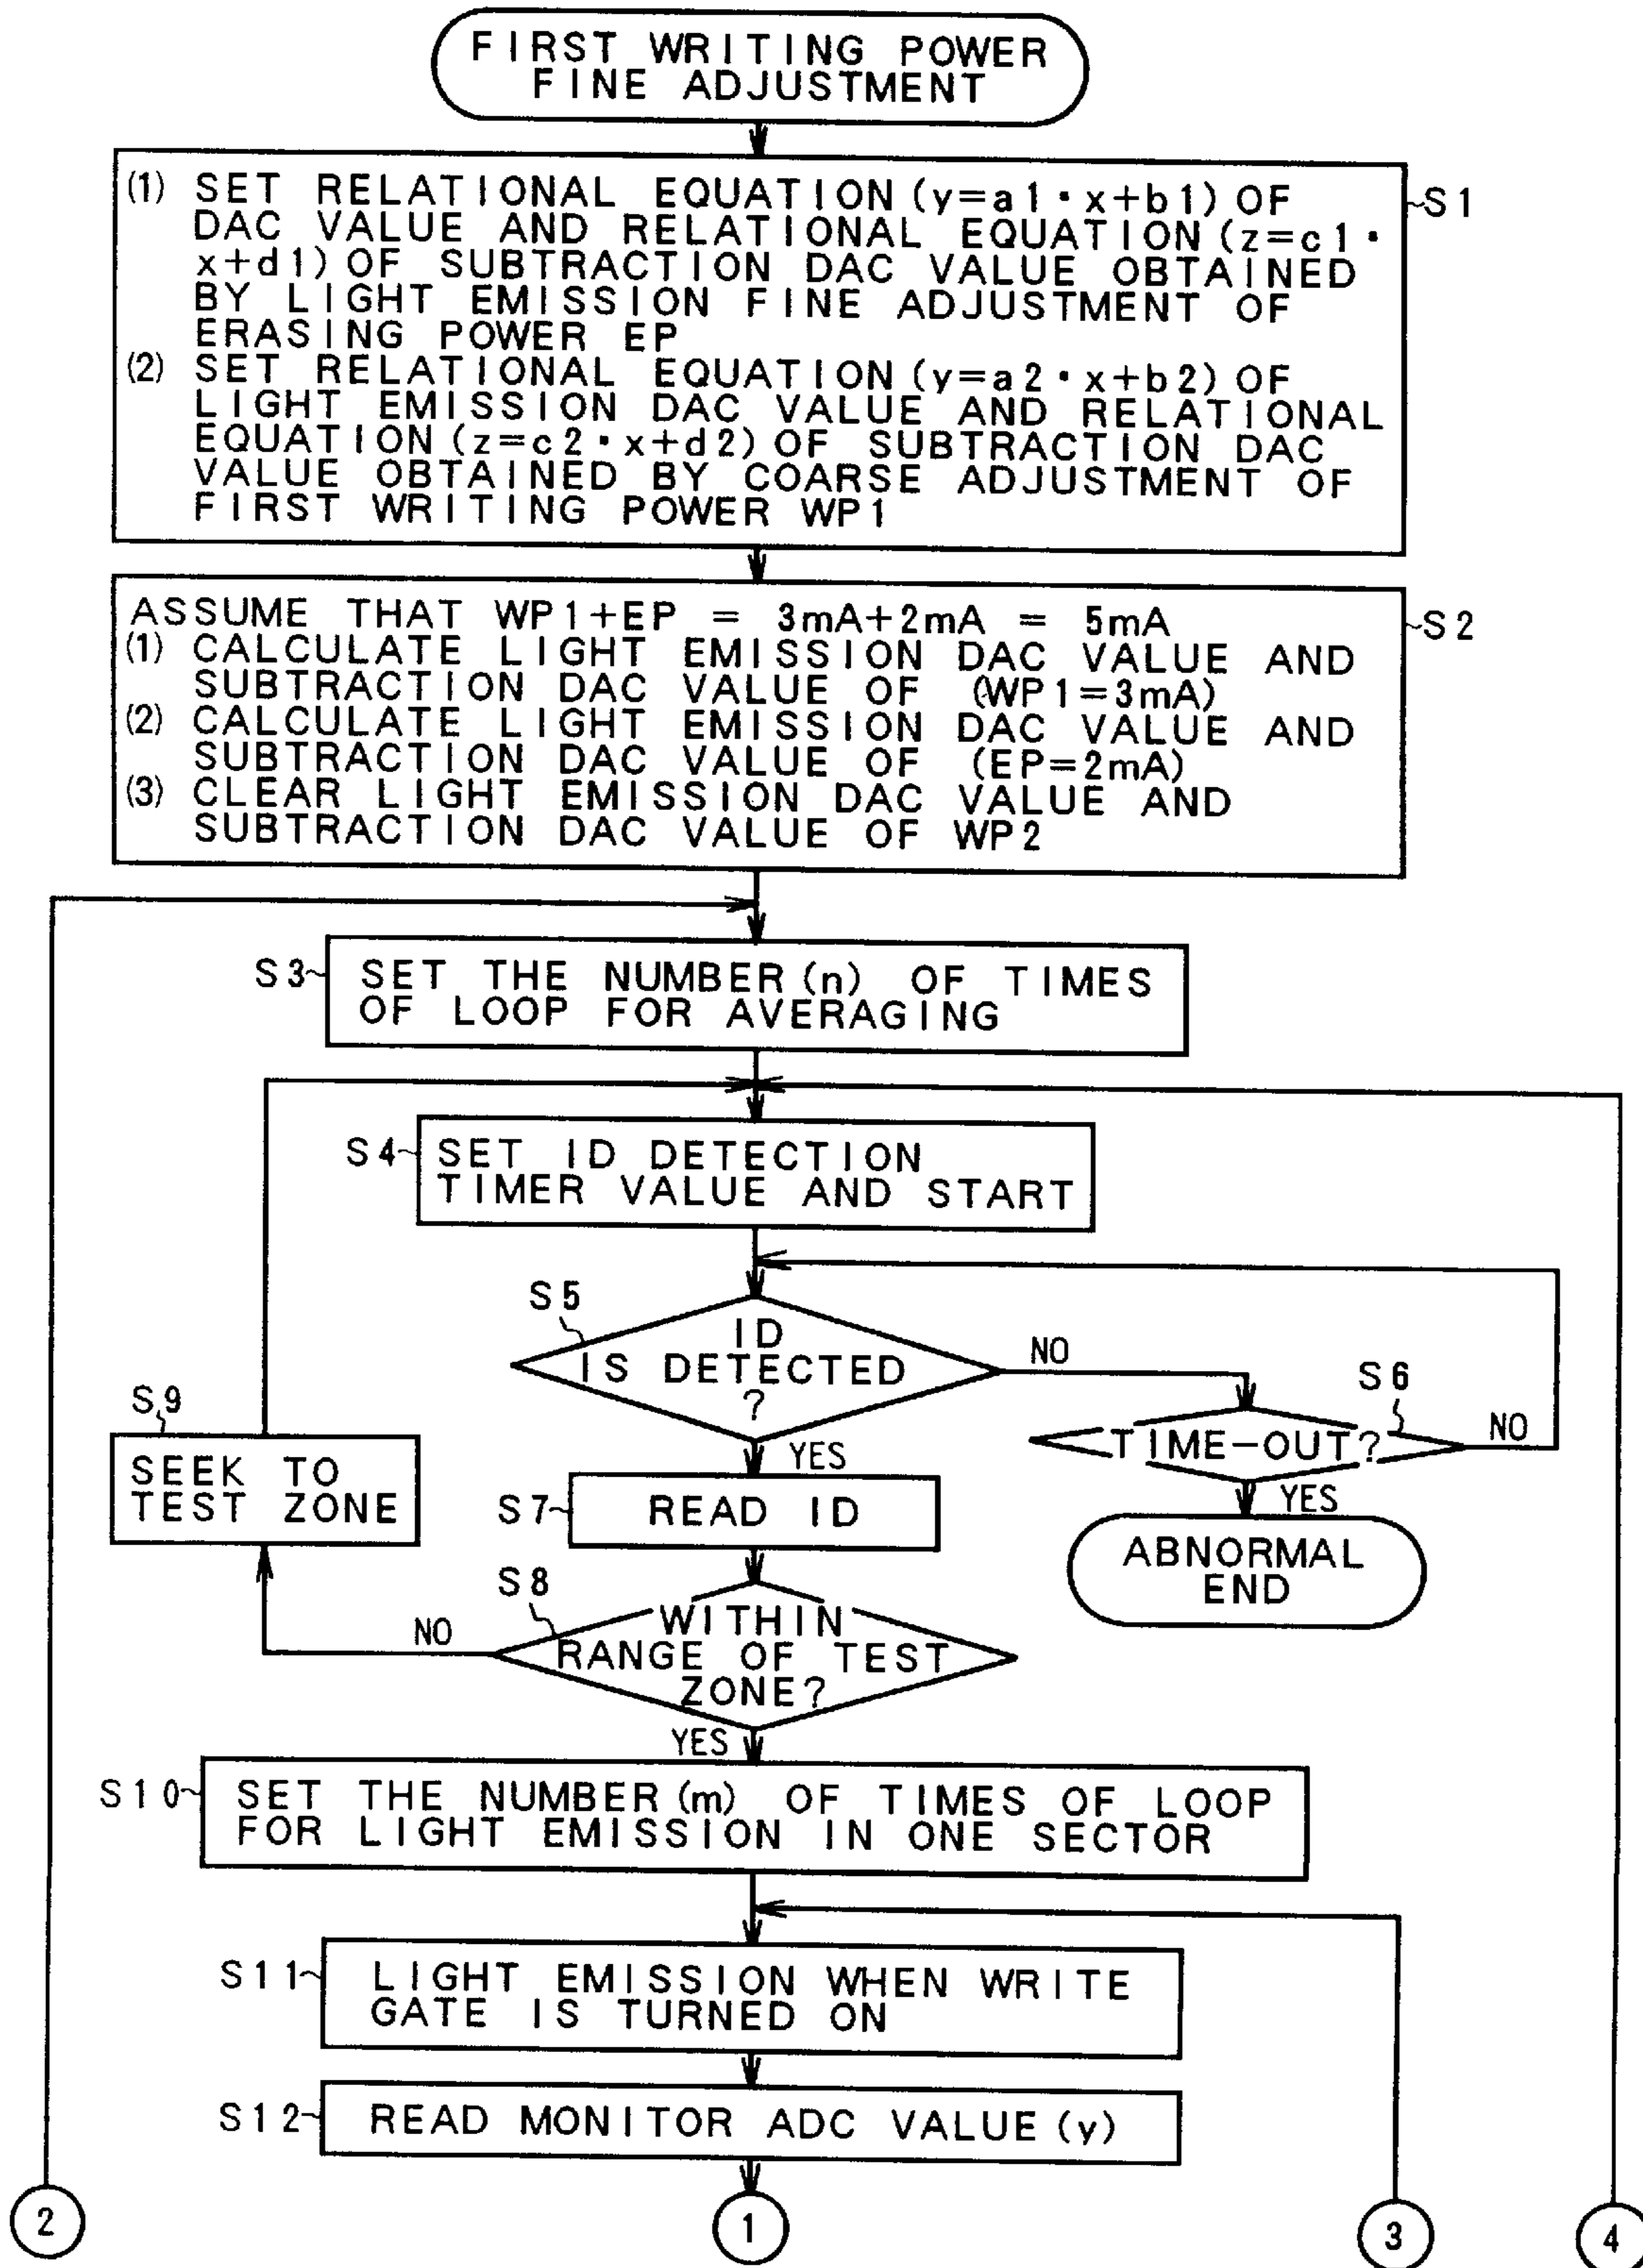 FIRST WRITING POWER
FINE ADJUSTMENT
(1) SET RELATIONAL EQUATION (y=a1·x+b1) OF
DAC VALUE AND RELATIONAL EQUATION (z=c1·
x+d1) OF SUBTRACTION DAC VALUE OBTAINED
BY LIGHT EMISSION FINE ADJUSTMENT OF
ERASING POWER EP
(2) SET RELATIONAL EQUATION (y=a2·x+b2) OF
LIGHT EMISSION DAC VALUE AND RELATIONAL
EQUATION (z=c2·x+d2) OF SUBTRACTION DAC
VALUE OBTAINED BY COARSE ADJUSTMENT OF
FIRST WRITING POWER WP1
S1
ASSUME THAT WP1+EP = 3mA+2mA = 5mA
(1) CALCULATE LIGHT EMISSION DAC VALUE AND
SUBTRACTION DAC VALUE OF (WP1=3mA)
(2) CALCULATE LIGHT EMISSION DAC VALUE AND
SUBTRACTION DAC VALUE OF (EP=2mA)
(3) CLEAR LIGHT EMISSION DAC VALUE AND
SUBTRACTION DAC VALUE OF WP2
S2
S3
SET THE NUMBER (n) OF TIMES
OF LOOP FOR AVERAGING
S4
SET ID DETECTION
TIMER VALUE AND START
S5
ID
IS DETECTED
?
NO
YES
S6
TIME-OUT?
NO
YES
ABNORMAL
END
S7
READ ID
S8
WITHIN
RANGE OF TEST
ZONE?
NO
YES
S9
SEEK TO
TEST ZONE
S10
SET THE NUMBER (m) OF TIMES OF LOOP
FOR LIGHT EMISSION IN ONE SECTOR
S11
LIGHT EMISSION WHEN WRITE
GATE IS TURNED ON
S12
READ MONITOR ADC VALUE (y)
2
1
3
4